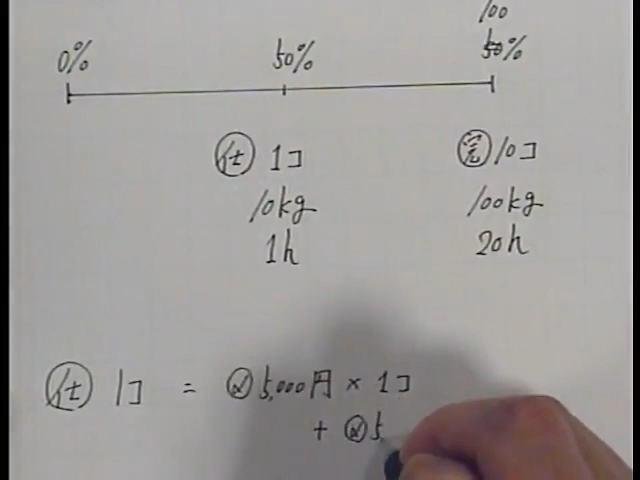 100
0% 50% 50%
仕 1コ 完 10コ
10kg 100kg
1h 20h
仕 1コ = @ 5,000円 × 1コ
+ @ 5